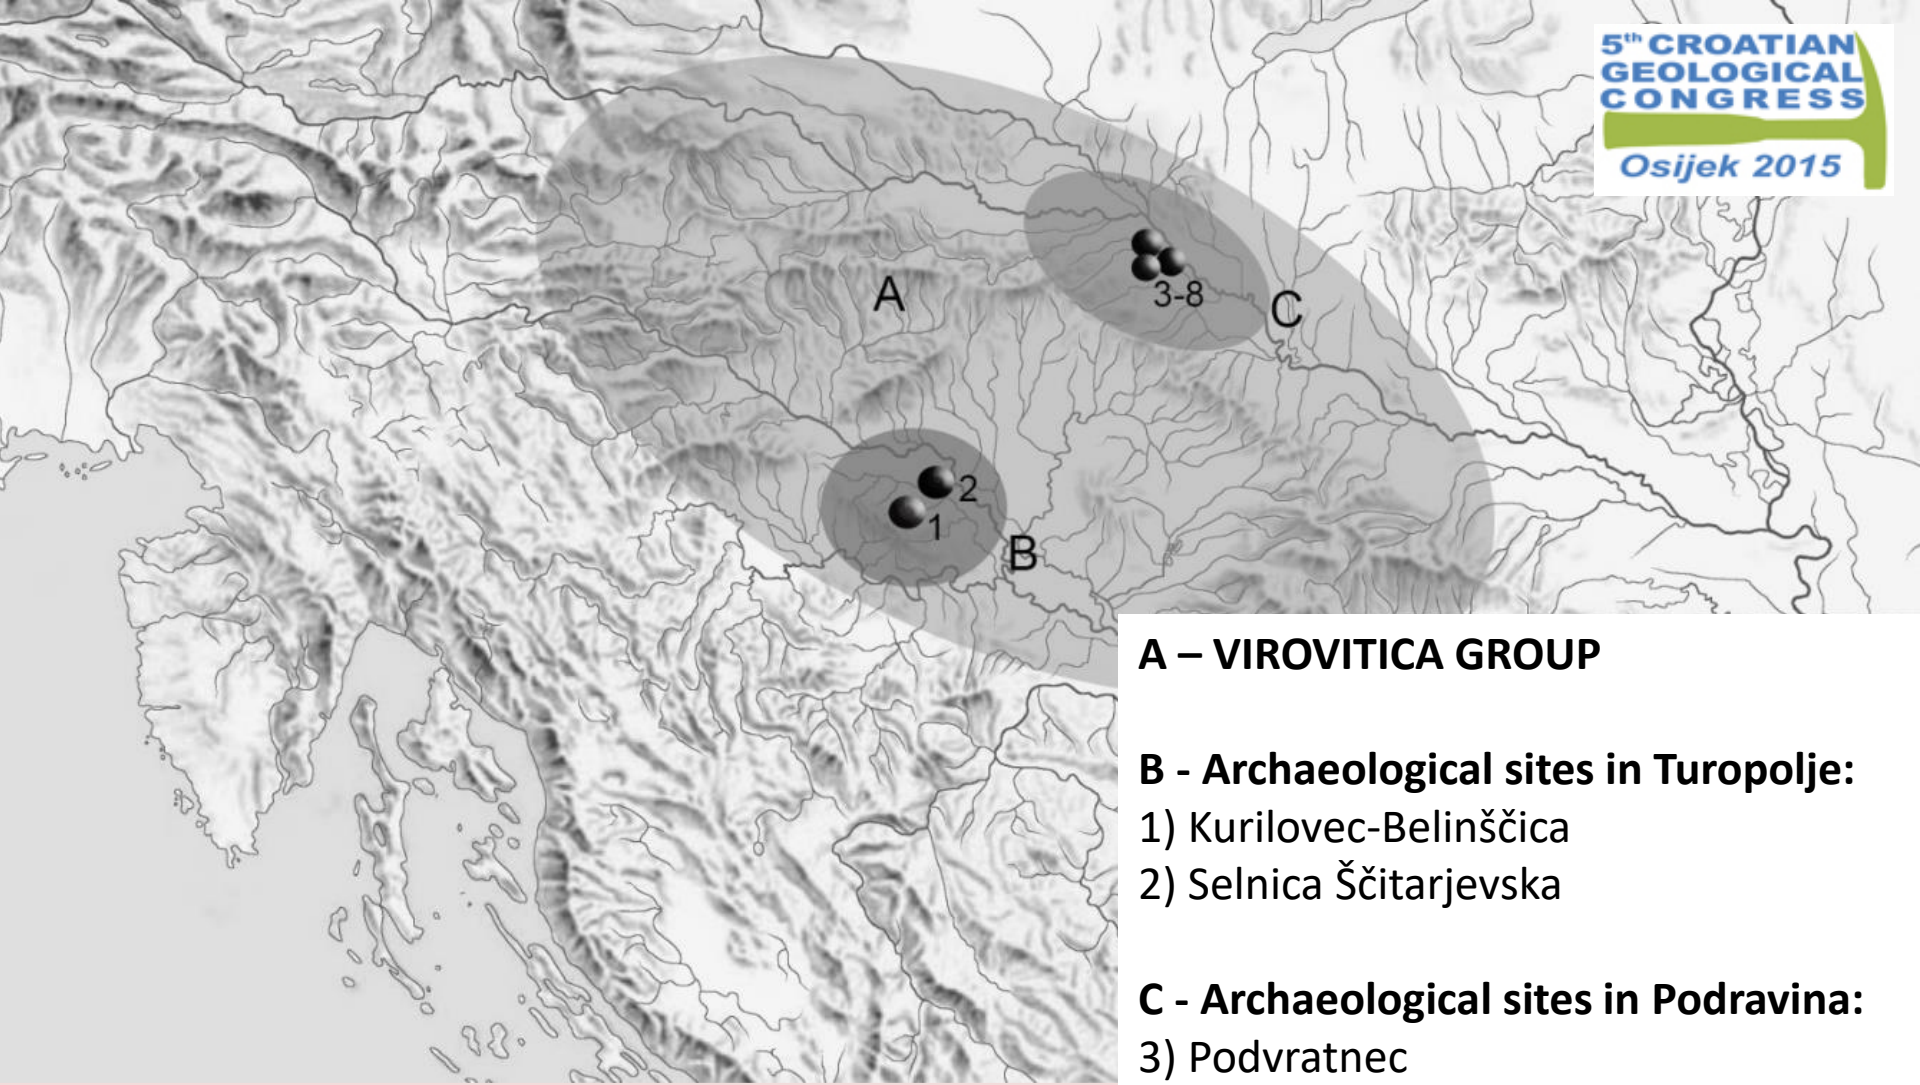 5th CROATIAN
GEOLOGICAL
CONGRESS
Osijek 2015
A
3-8
C
2
1
B
A – VIROVITICA GROUP
B - Archaeological sites in Turopolje:
1) Kurilovec-Belinščica
2) Selnica Ščitarjevska
C - Archaeological sites in Podravina:
3) Podvratnec